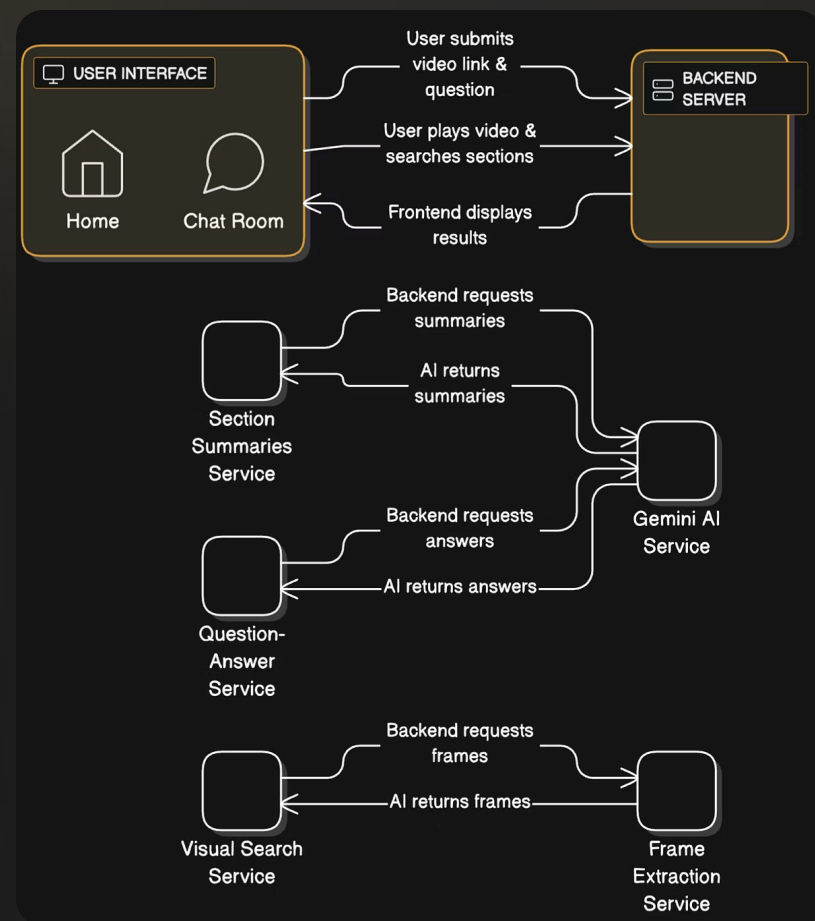 User submits
video link &
question
USER INTERFACE
BACKEND
SERVER
User plays video &
searches sections
Home
Chat Room
Frontend displays
results
Backend requests
summaries
AI returns
summaries
Section
Summaries
Service
Gemini AI
Service
Backend requests
answers
AI returns answers
Question-
Answer
Service
Backend requests
frames
AI returns frames
Visual Search
Service
Frame
Extraction
Service